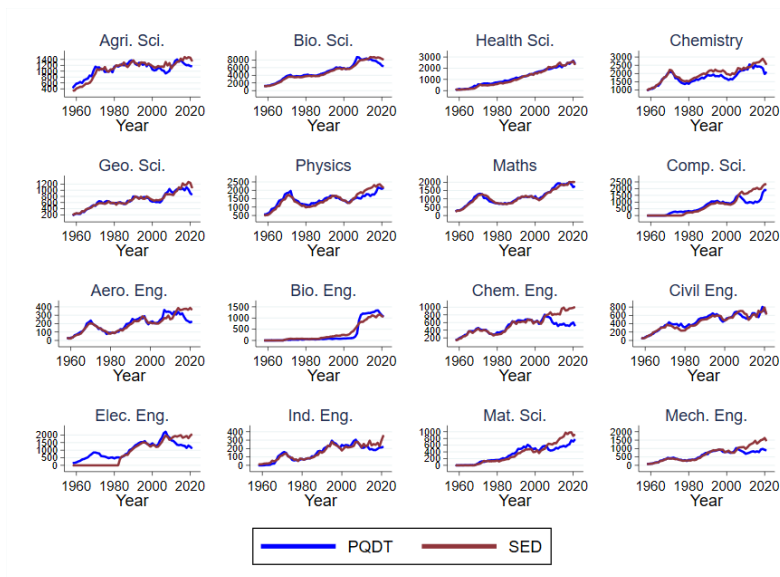 Agri. Sci. Bio. Sci. Health Sci. Chemistry
1400 1200 1000 800 600 400
8000 6000 4000 2000 0
3000 2000 1000 0
3000 2500 2000 1500 1000
1960 1980 2000 2020 1960 1980 2000 2020 1960 1980 2000 2020 1960 1980 2000 2020
Year Year Year Year
Geo. Sci. Physics Maths Comp. Sci.
1200 1000 800 600 400 200
2500 2000 1500 1000 500
2000 1500 1000 500 0
2500 2000 1500 1000 500 0
1960 1980 2000 2020 1960 1980 2000 2020 1960 1980 2000 2020 1960 1980 2000 2020
Year Year Year Year
Aero. Eng. Bio. Eng. Chem. Eng. Civil Eng.
400 300 200 100 0
1500 1000 500 0
1000 800 600 400 200
800 600 400 200 0
1960 1980 2000 2020 1960 1980 2000 2020 1960 1980 2000 2020 1960 1980 2000 2020
Year Year Year Year
Elec. Eng. Ind. Eng. Mat. Sci. Mech. Eng.
2000 1500 1000 500 0
400 300 200 100 0
1000 800 600 400 200 0
2000 1500 1000 500 0
1960 1980 2000 2020 1960 1980 2000 2020 1960 1980 2000 2020 1960 1980 2000 2020
Year Year Year Year
PQDT SED